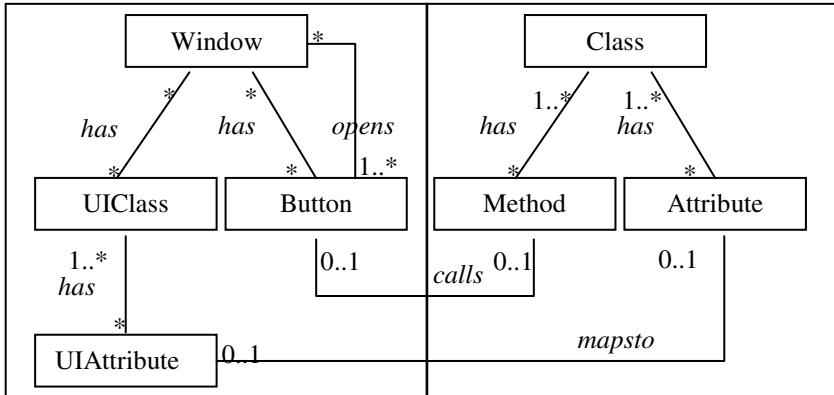 Window
*
Class
*
*
1..*
1..*
has
has
opens
has
has
*
*
1..*
*
*
UIClass
Button
Method
Attribute
1..*
0..1
0..1
0..1
has
calls
*
UIAttribute
0..1
mapsto